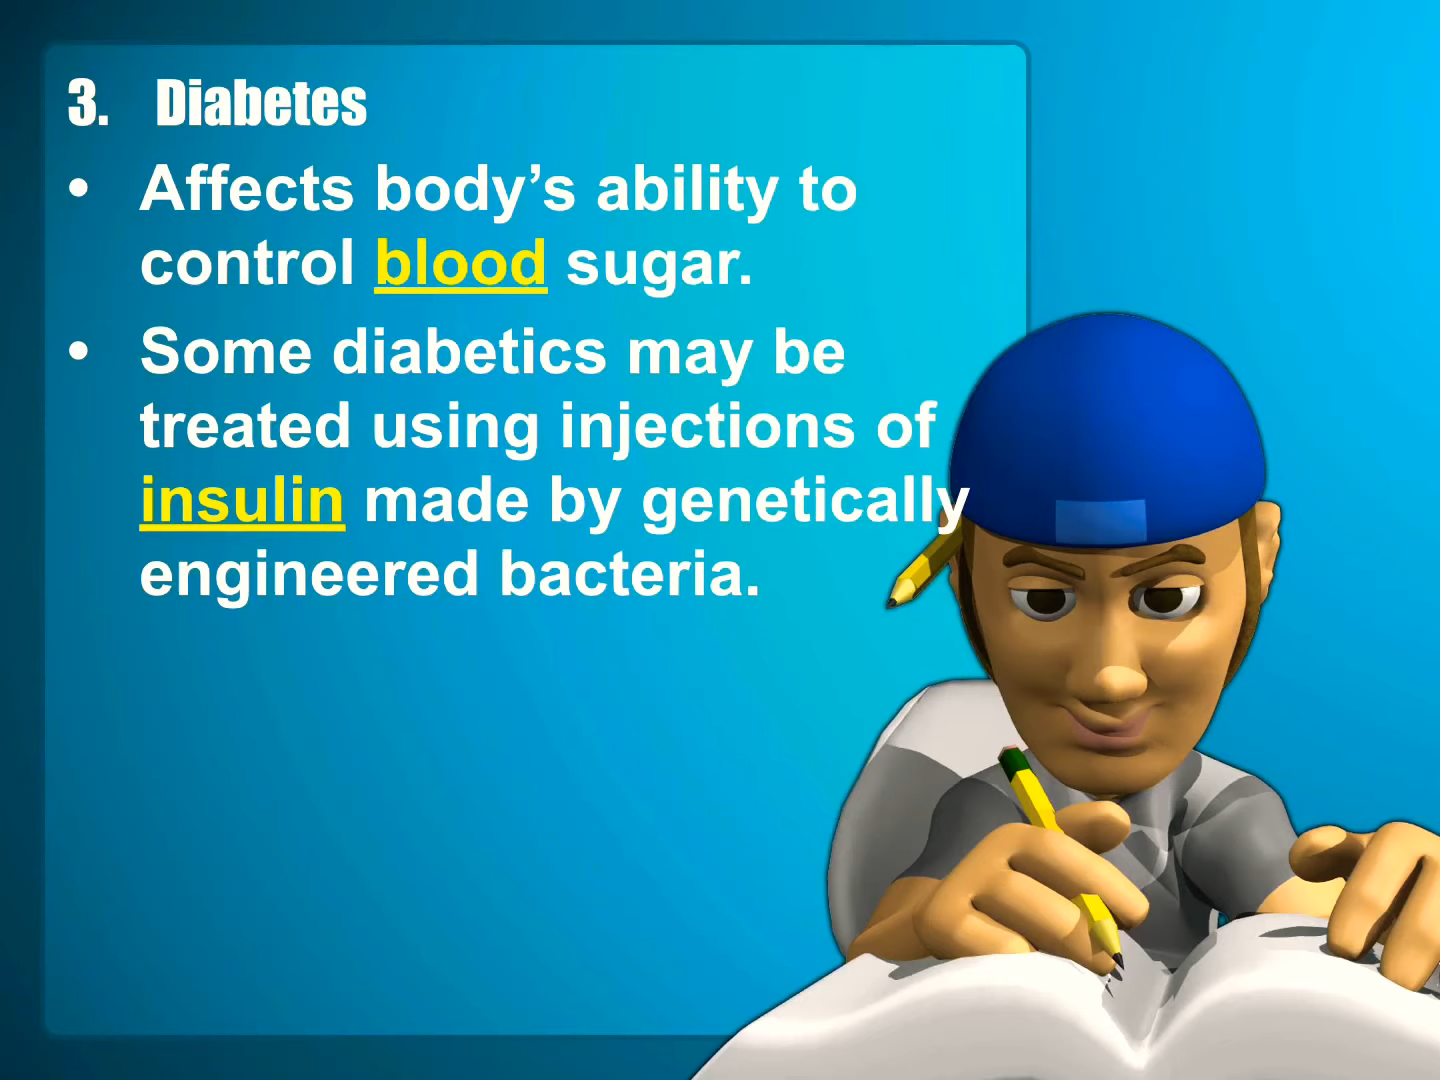 3. Diabetes
• Affects body’s ability to
control blood sugar.
• Some diabetics may be
treated using injections of
insulin made by genetically
engineered bacteria.